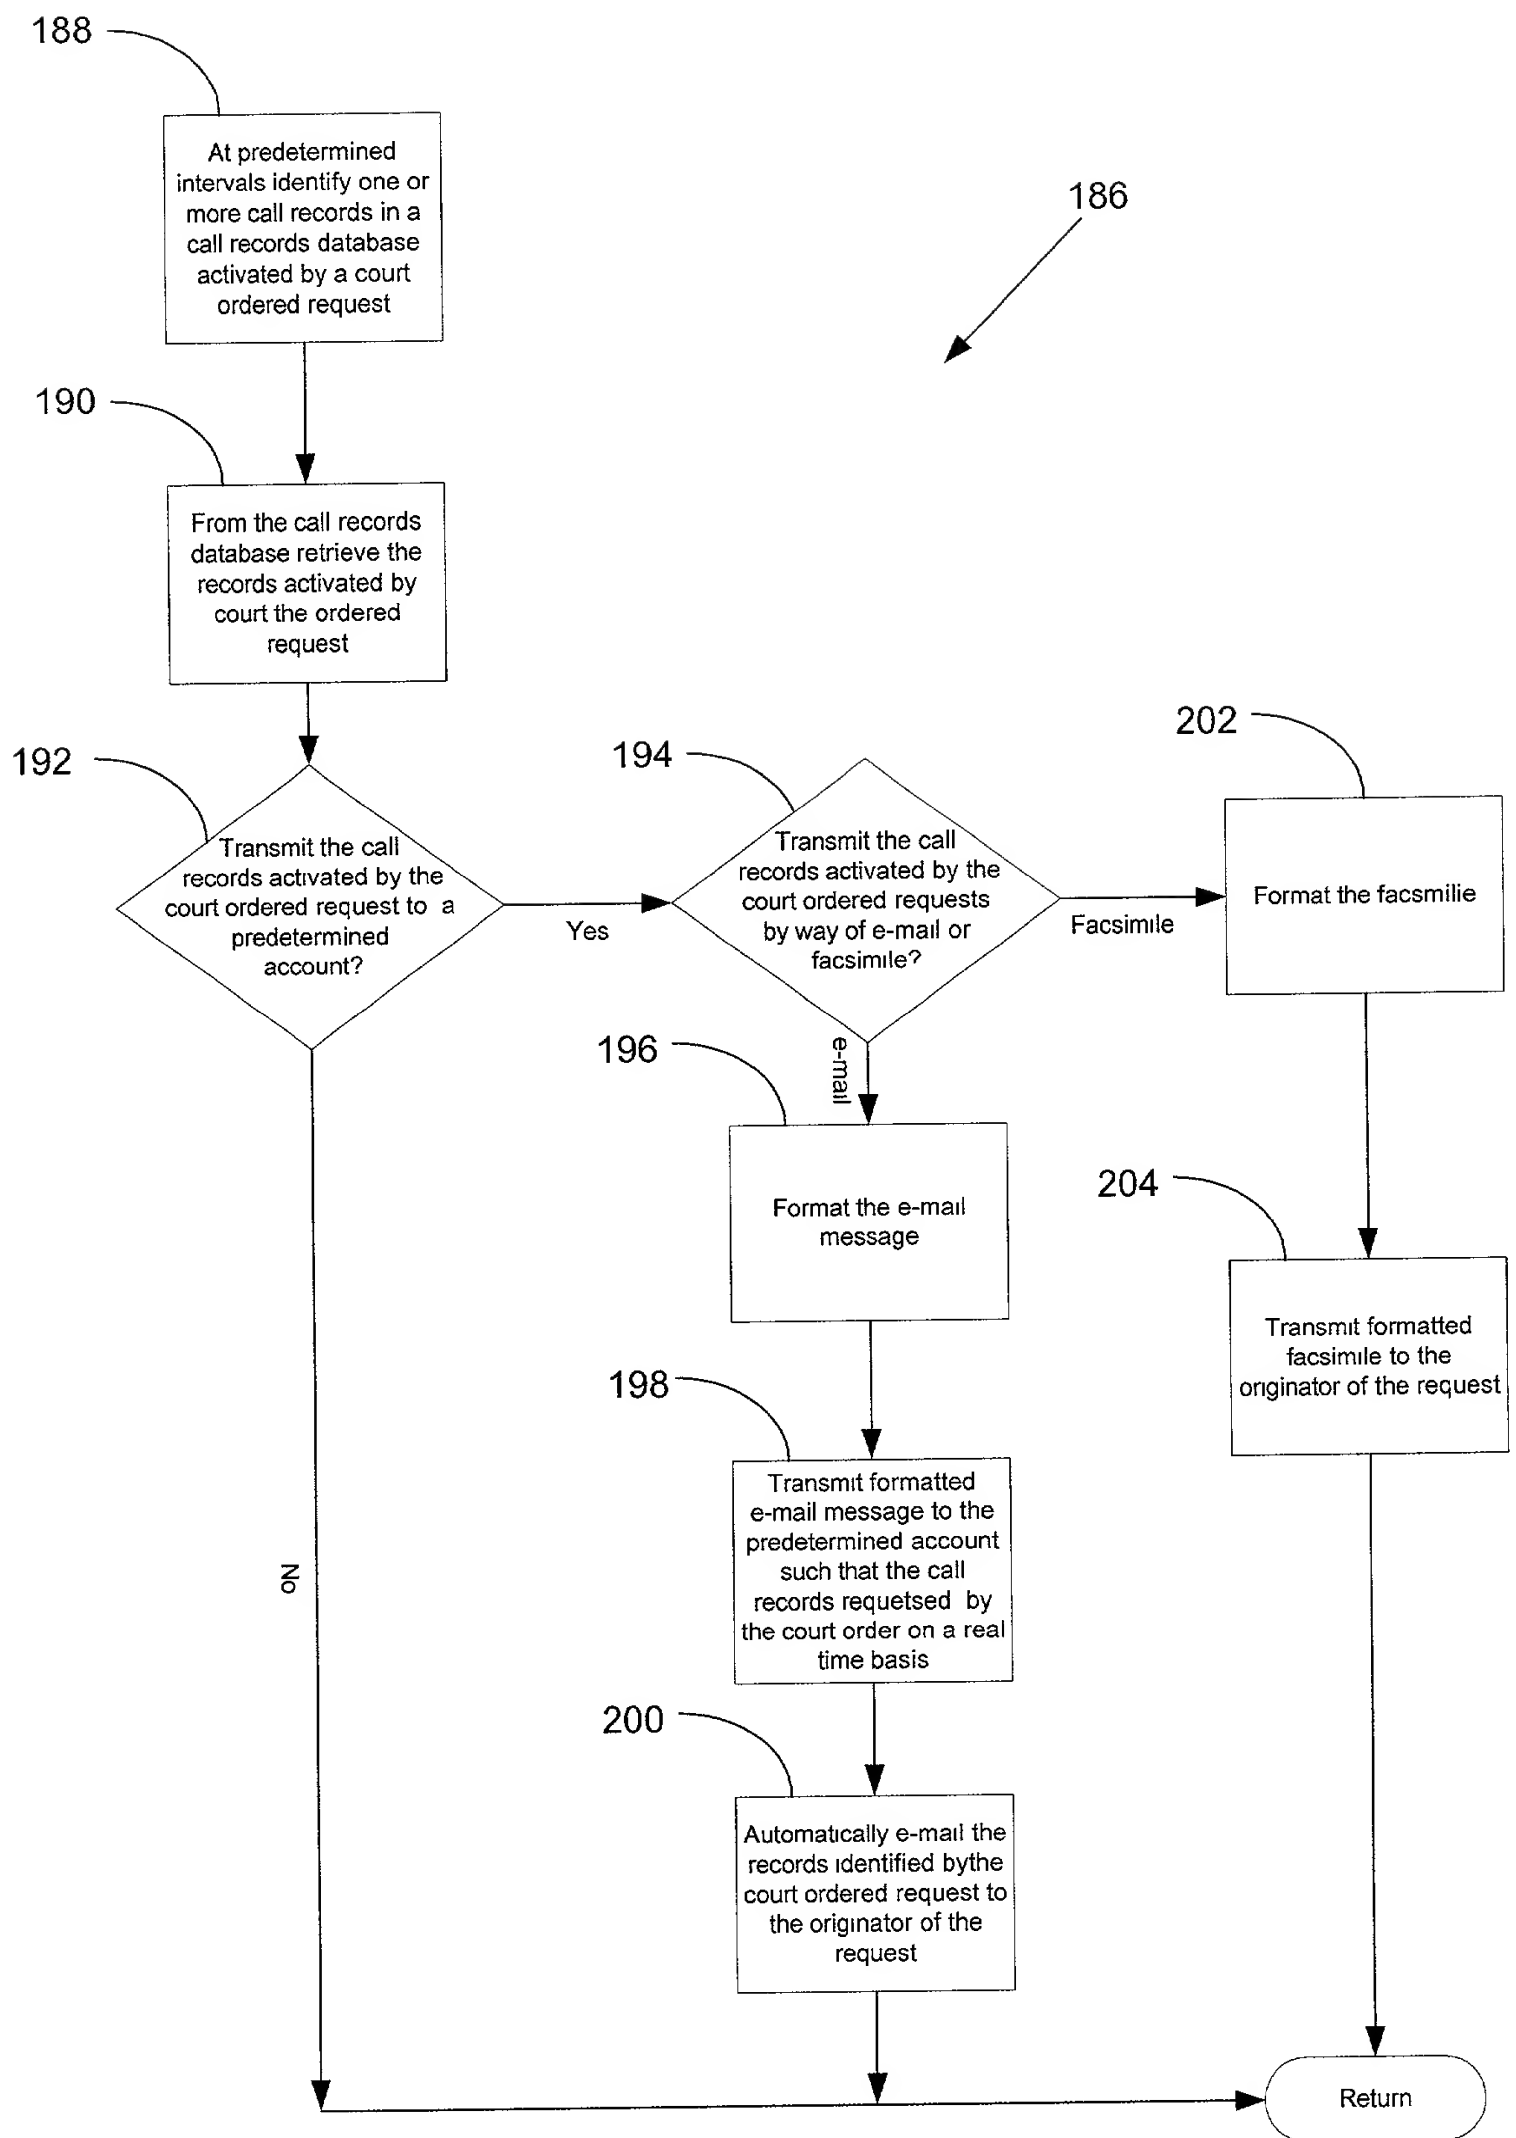 188
At predetermined
intervals identify one or
more call records in a
call records database
activated by a court
ordered request
186
190
From the call records
database retrieve the
records activated by
court the ordered
request
192
Transmit the call
records activated by the
court ordered request to a
predetermined
account?
Yes
No
194
Transmit the call
records activated by the
court ordered requests
by way of e-mail or
facsimile?
Facsimile
e-mail
202
Format the facsmilie
196
Format the e-mail
message
204
Transmit formatted
facsimile to the
originator of the request
198
Transmit formatted
e-mail message to the
predetermined account
such that the call
records requetsed by
the court order on a real
time basis
200
Automatically e-mail the
records identified bythe
court ordered request to
the originator of the
request
Return